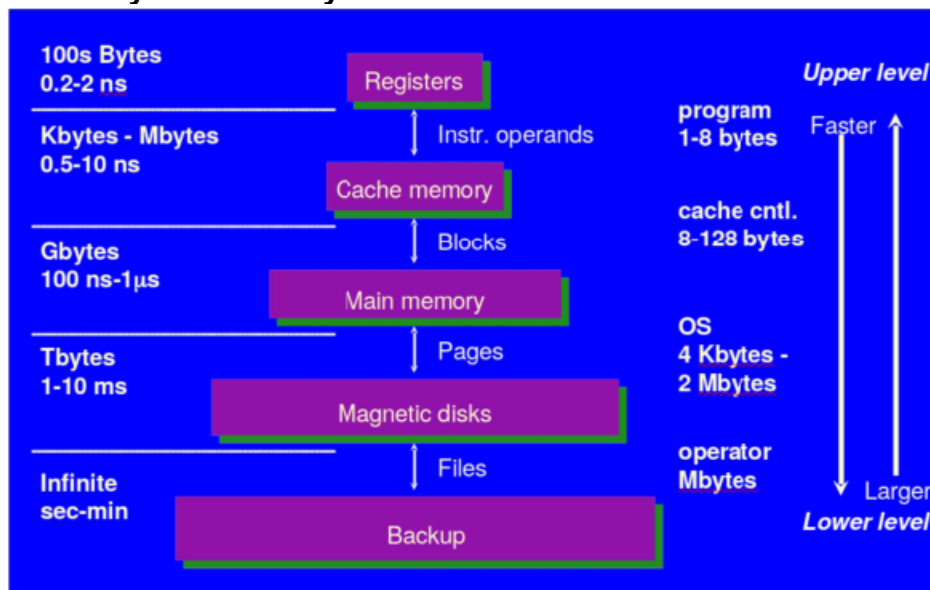 100s Bytes
0.2-2 ns
Registers
Upper level
Kbytes - Mbytes
0.5-10 ns
Instr. operands
program
1-8 bytes
Faster
Cache memory
cache cntl.
8-128 bytes
Gbytes
100 ns-1μs
Blocks
Main memory
Tbytes
1-10 ms
Pages
OS
4 Kbytes -
2 Mbytes
Magnetic disks
Infinite
sec-min
Files
operator
Mbytes
Larger
Lower level
Backup